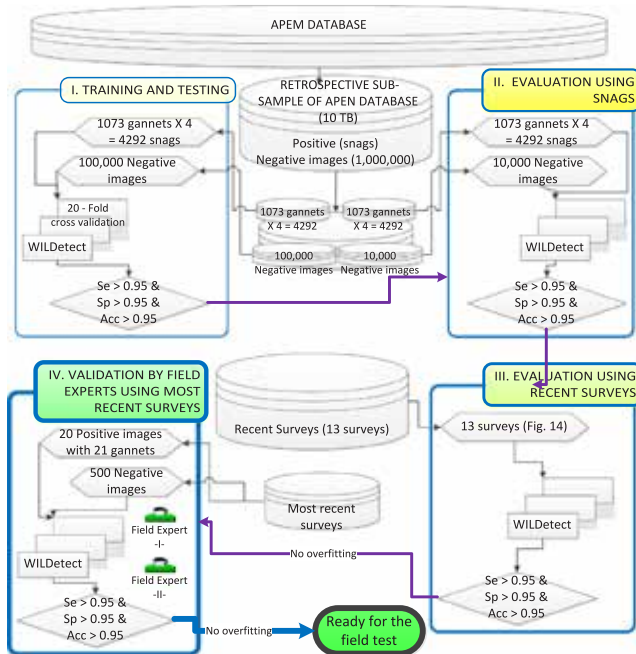 APEM DATABASE
I. TRAINING AND TESTING
1073 gannets X 4
= 4292 snags
100,000 Negative
images
20 - Fold
cross validation
WILDetect
Se > 0.95 &
Sp > 0.95 &
Acc > 0.95
RETROSPECTIVE SUB-
SAMPLE OF APEN DATABASE
(10 TB)
Positive (snags)
Negative images (1,000,000)
1073 gannets
X 4 = 4292
1073 gannets
X 4 = 4292
100,000
Negative images
10,000
Negative images
II. EVALUATION USING
SNAGS
1073 gannets X 4
= 4292 snags
10,000 Negative
images
WILDetect
Se > 0.95 &
Sp > 0.95 &
Acc > 0.95
III. EVALUATION USING
RECENT SURVEYS
13 surveys (Fig. 14)
WILDetect
Se > 0.95 &
Sp > 0.95 &
Acc > 0.95
Recent Surveys (13 surveys)
Most recent
surveys
No overfitting
IV. VALIDATION BY FIELD
EXPERTS USING MOST
RECENT SURVEYS
20 Positive images
with 21 gannets
500 Negative
images
Field Expert
-I-
Field Expert
-II-
WILDetect
Se > 0.95 &
Sp > 0.95 &
Acc > 0.95
No overfitting
Ready for the
field test